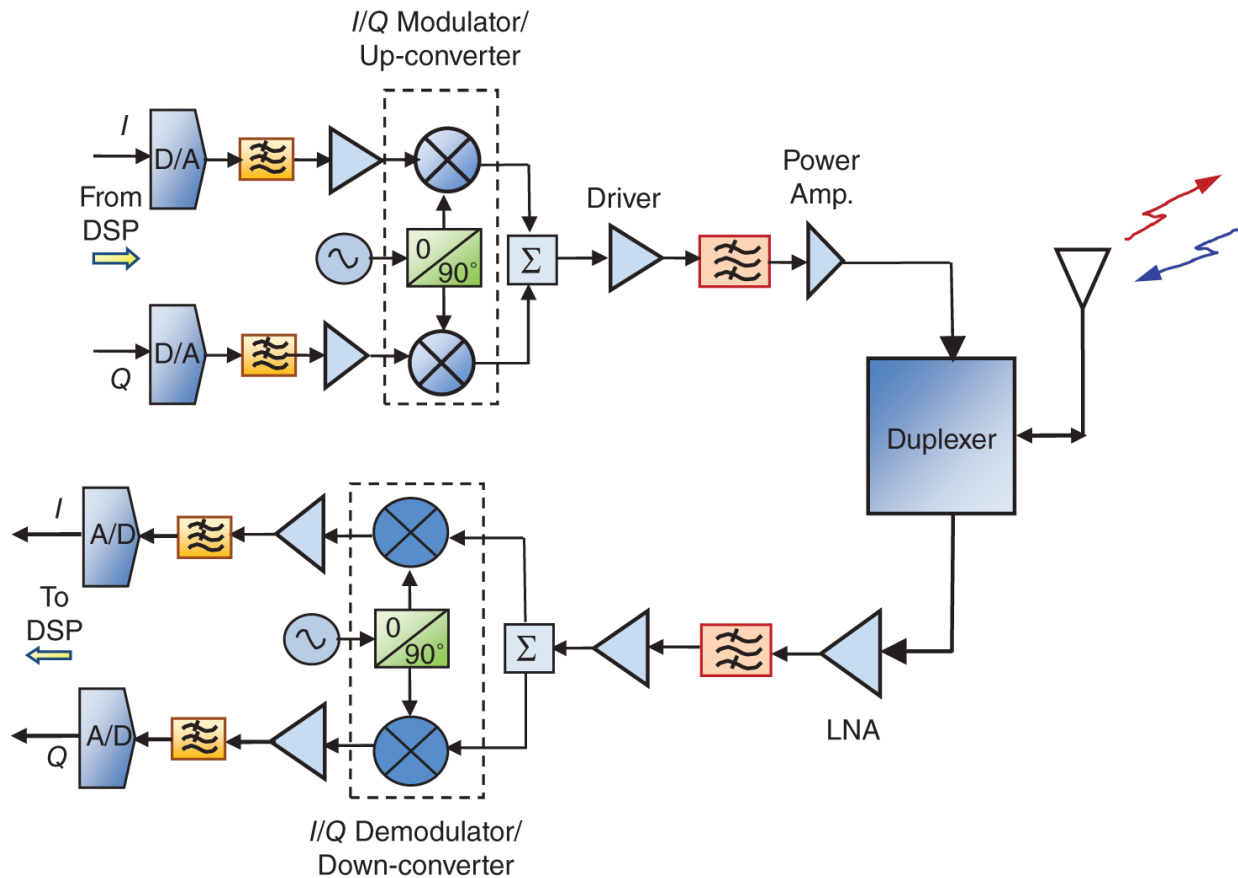 I/Q Modulator/
Up-converter
I
D/A
From
DSP
0
90°
Σ
Driver
Power
Amp.
D/A
Q
Duplexer
I
A/D
To
DSP
0
90°
Σ
LNA
A/D
Q
I/Q Demodulator/
Down-converter